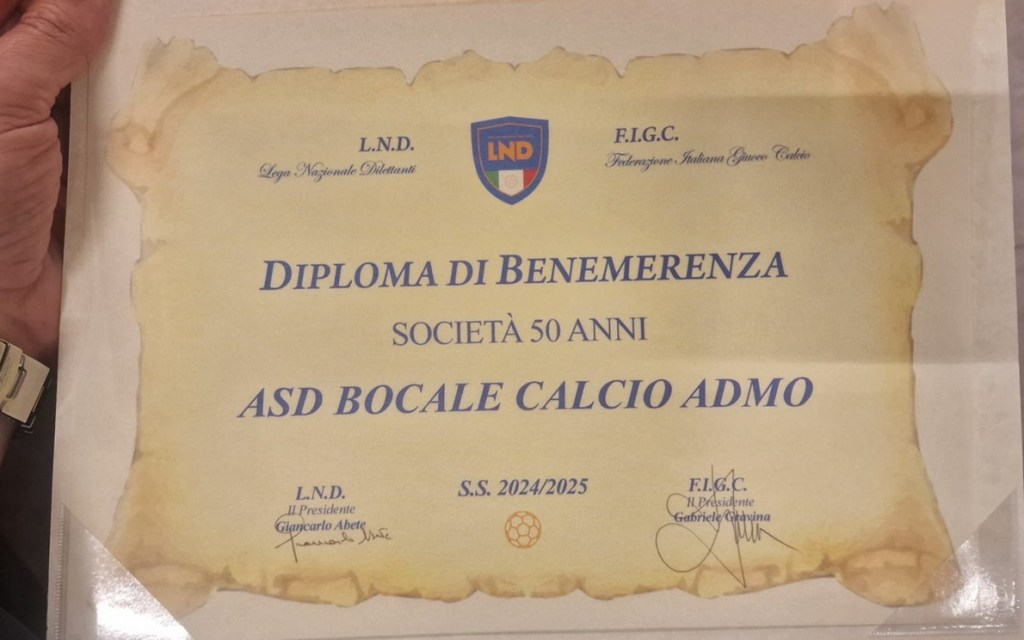 L.N.D.
Lega Nazionale Dilettanti
LND
F.I.G.C.
Federazione Italiana Giuoco Calcio
DIPLOMA DI BENEMERENZA
SOCIETÀ 50 ANNI
ASD BOCALE CALCIO ADMO
L.N.D.
Il Presidente
Giancarlo Abete
S.S. 2024/2025
F.I.G.C.
Il Presidente
Gabriele Gravina